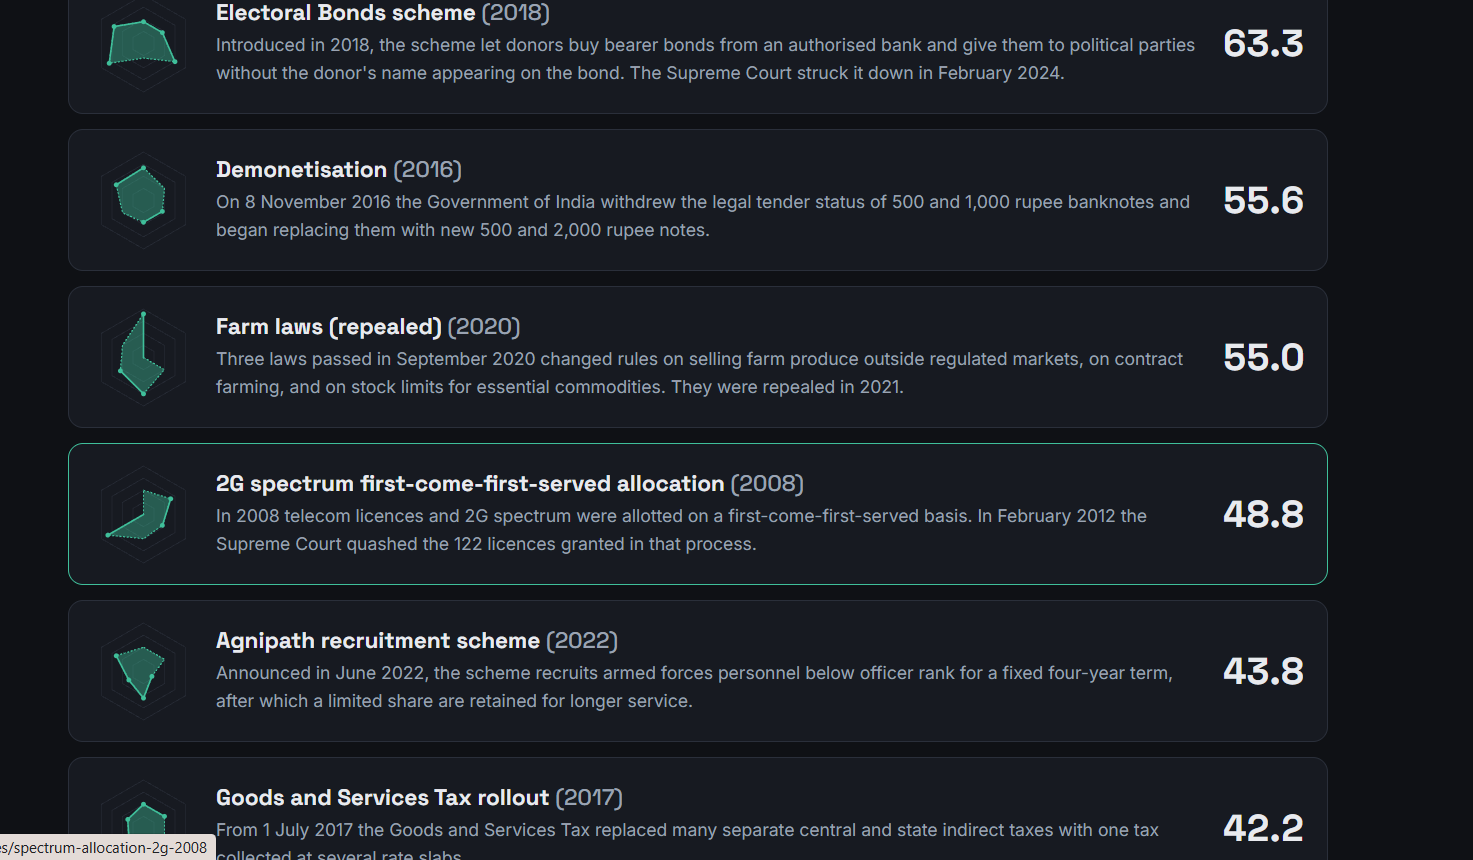 Electoral Bonds scheme (2018)
Introduced in 2018, the scheme let donors buy bearer bonds from an authorised bank and give them to political parties
without the donor's name appearing on the bond. The Supreme Court struck it down in February 2024.
63.3
Demonetisation (2016)
On 8 November 2016 the Government of India withdrew the legal tender status of 500 and 1,000 rupee banknotes and
began replacing them with new 500 and 2,000 rupee notes.
55.6
Farm laws (repealed) (2020)
Three laws passed in September 2020 changed rules on selling farm produce outside regulated markets, on contract
farming, and on stock limits for essential commodities. They were repealed in 2021.
55.0
2G spectrum first-come-first-served allocation (2008)
In 2008 telecom licences and 2G spectrum were allotted on a first-come-first-served basis. In February 2012 the
Supreme Court quashed the 122 licences granted in that process.
48.8
Agnipath recruitment scheme (2022)
Announced in June 2022, the scheme recruits armed forces personnel below officer rank for a fixed four-year term,
after which a limited share are retained for longer service.
43.8
Goods and Services Tax rollout (2017)
From 1 July 2017 the Goods and Services Tax replaced many separate central and state indirect taxes with one tax
collected at several rate slabs.
42.2
es/spectrum-allocation-2g-2008